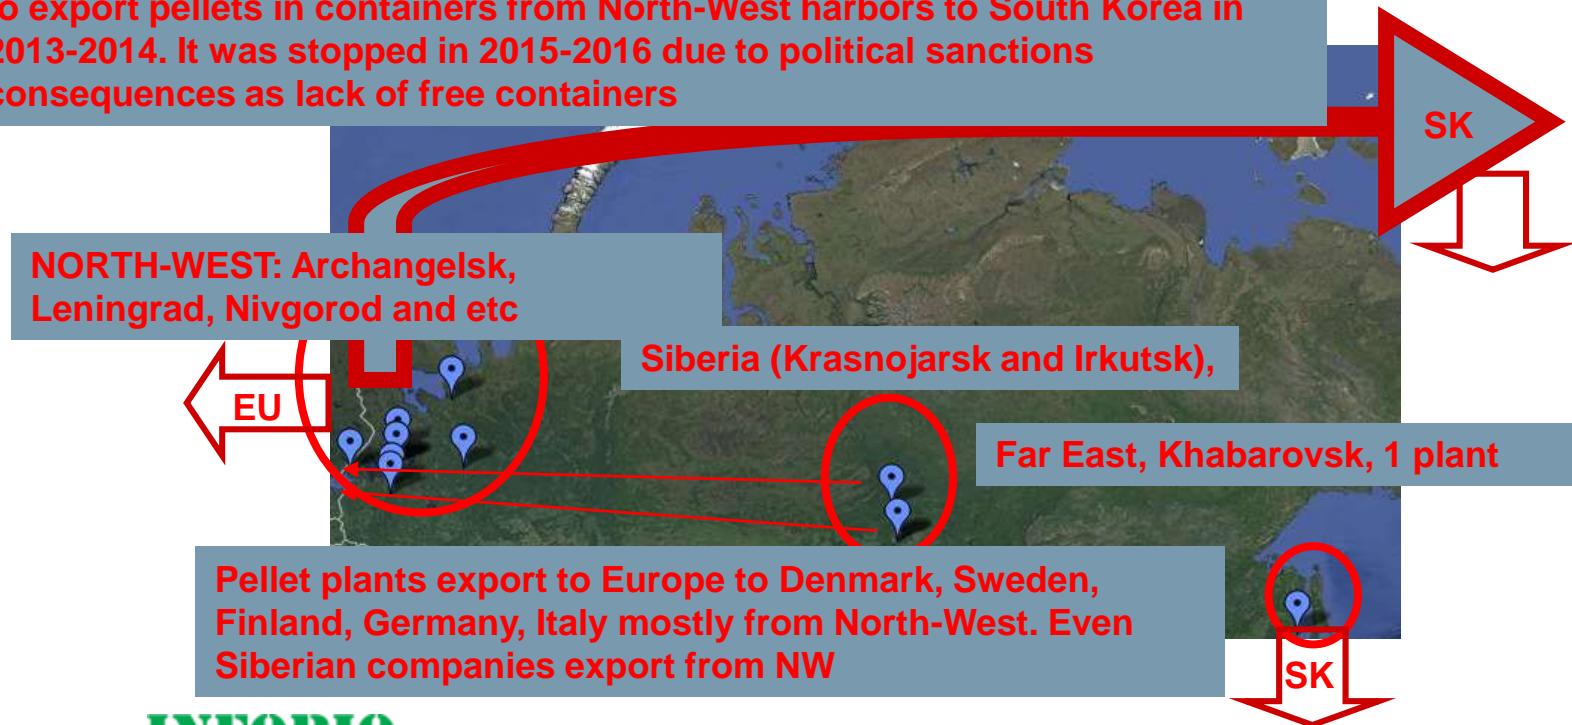 to export pellets in containers from North-West harbors to South Korea in
2013-2014. It was stopped in 2015-2016 due to political sanctions
consequences as lack of free containers
SK
NORTH-WEST: Archangelsk,
Leningrad, Nivgorod and etc
Siberia (Krasnojarsk and Irkutsk),
EU
Far East, Khabarovsk, 1 plant
Pellet plants export to Europe to Denmark, Sweden,
Finland, Germany, Italy mostly from North-West. Even
Siberian companies export from NW
SK
INFOBIO